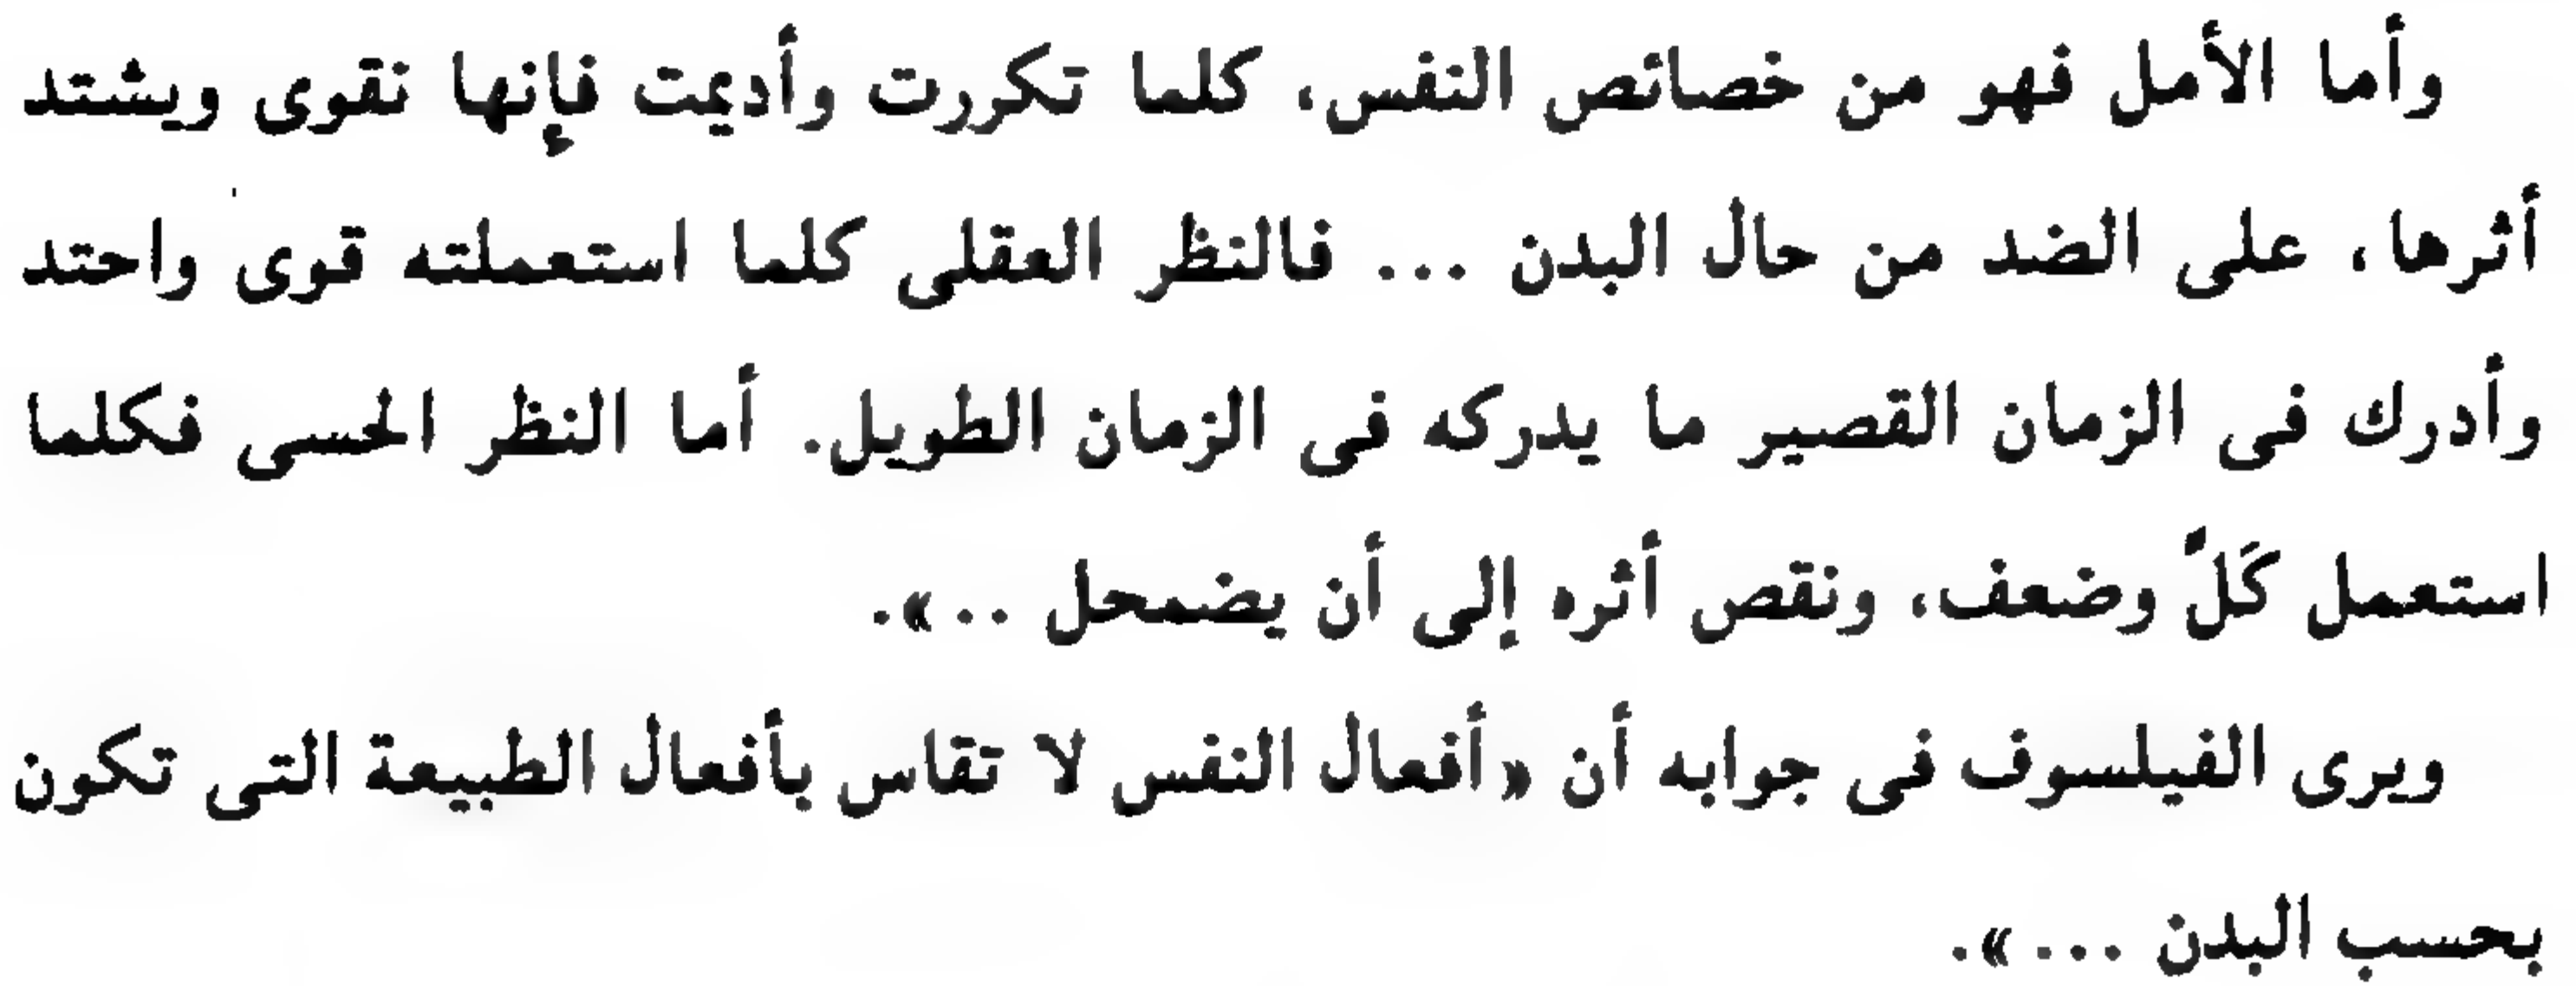 وأما الأمل فهو من خصائص النفس، كلما تكررت وأديمت فإنها نقوى ويشتد
أثرها، على الضد من حال البدن ... فالنظر العقلى كلما استعملته قوى واحتد
وأدرك فى الزمان القصير ما يدركه فى الزمان الطويل. أما النظر الحسى فكلما
استعمل كَلَّ وضعف، ونقص أثره إلى أن يضمحل ..».
ويرى الفيلسوف فى جوابه أن «أفعال النفس لا تقاس بأفعال الطبيعة التى تكون
بحسب البدن ...».